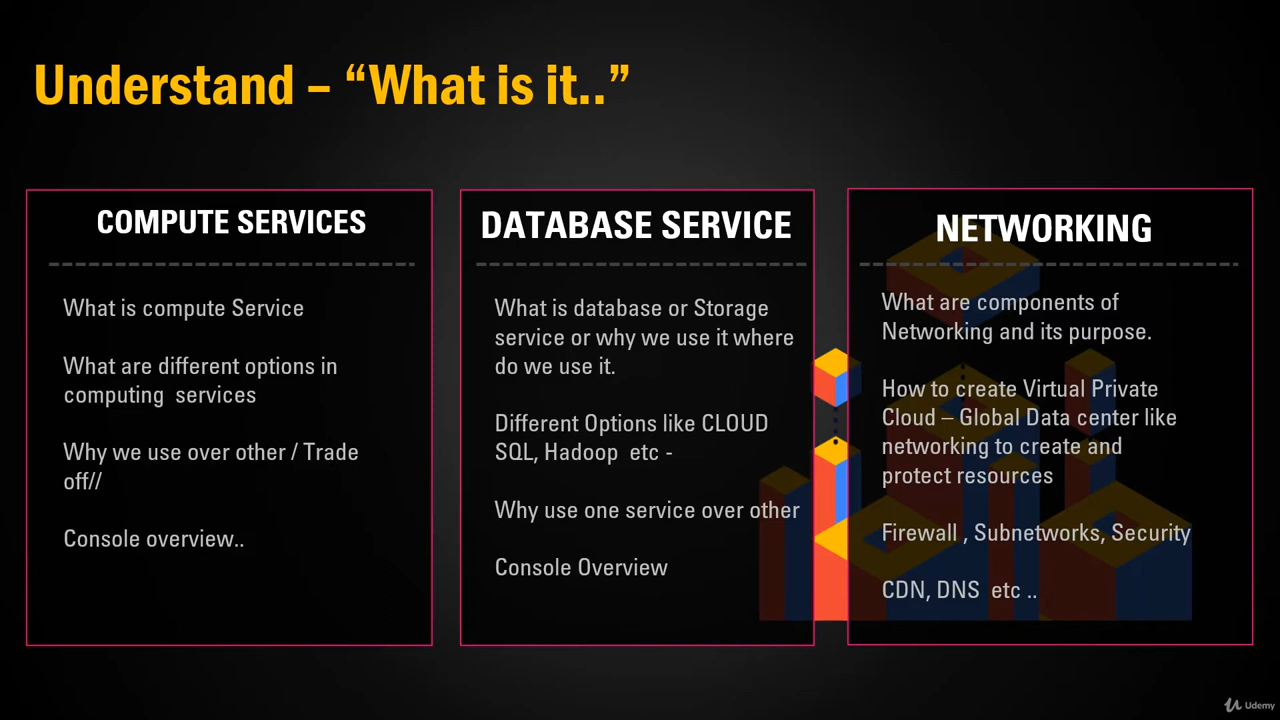 Understand – “What is it..”
COMPUTE SERVICES
What is compute Service
What are different options in
computing  services
Why we use over other / Trade
off//
Console overview..
DATABASE SERVICE
What is database or Storage
service or why we use it where
do we use it.
Different Options like CLOUD
SQL, Hadoop  etc -
Why use one service over other
Console Overview
NETWORKING
What are components of
Networking and its purpose.
How to create Virtual Private
Cloud – Global Data center like
networking to create and
protect resources
Firewall , Subnetworks, Security
CDN, DNS  etc ..
Udemy